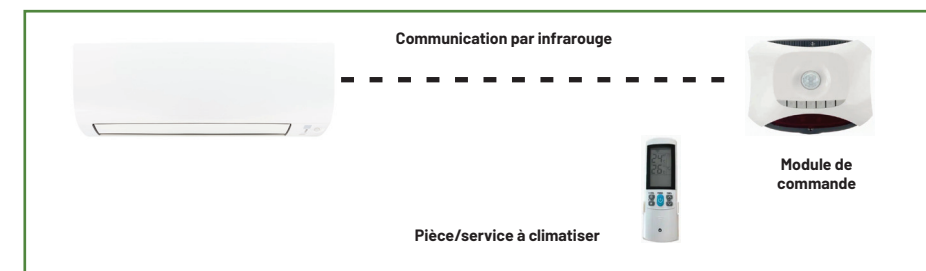 Communication par infrarouge
Module de
commande
Pièce/service à climatiser